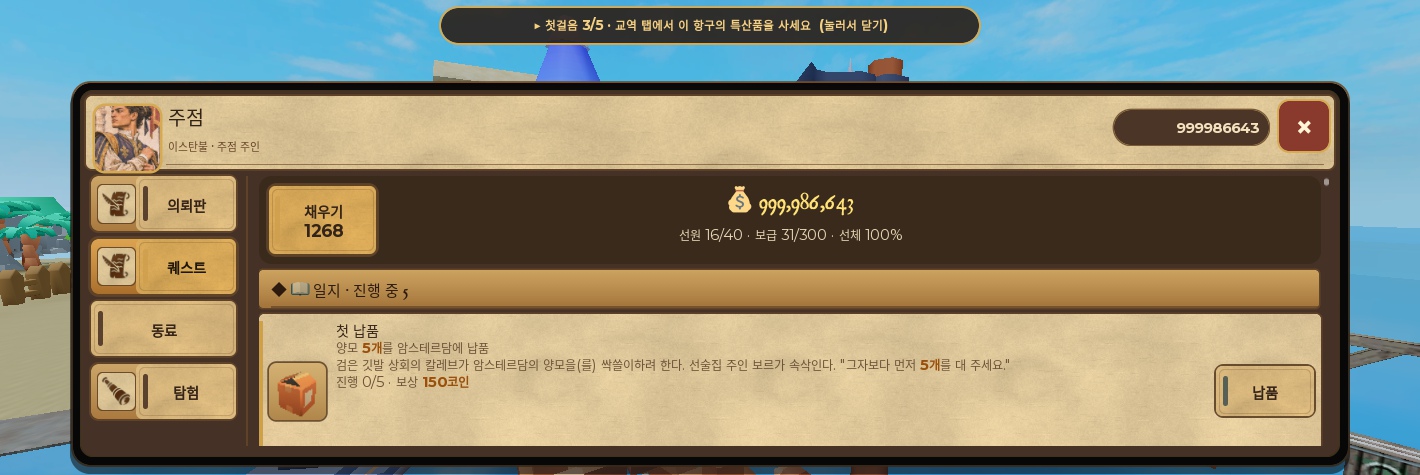 ▸ 첫걸음 3/5 · 교역 탭에서 이 항구의 특산품을 사세요 (눌러서 닫기)
주점
이스탄불 · 주점 주인
999986643
×
의뢰판
퀘스트
동료
탐험
채우기
1268
999,986,643
선원 16/40 · 보급 31/300 · 선체 100%
◆ 📖 일지 · 진행 중 5
첫 납품
양모 5개를 암스테르담에 납품
검은 깃발 상회의 칼레브가 암스테르담의 양모을(를) 싹쓸이하려 한다. 선술집 주인 보르가 속삭인다. "그자보다 먼저 5개를 대 주세요."
진행 0/5 · 보상 150코인
납품